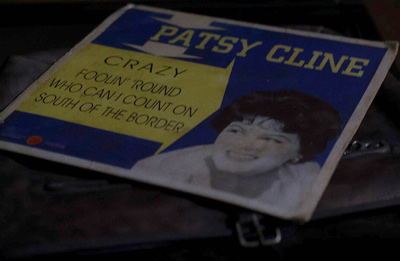 PATSY CLINE
CRAZY
FOOLIN' 'ROUND
WHO CAN I COUNT ON
SOUTH OF THE BORDER